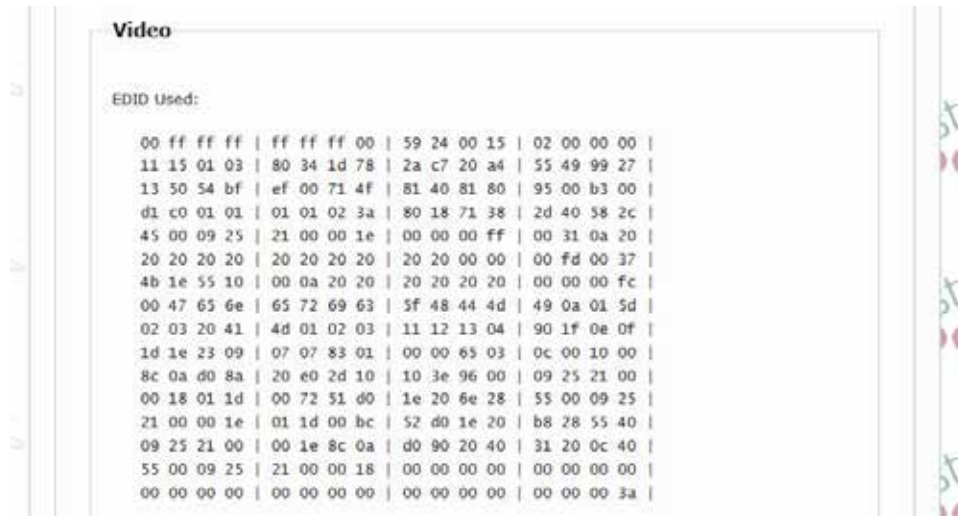 Video
EDID Used:
00 ff ff ff | ff ff ff 00 | 59 24 00 15 | 02 00 00 00 |
11 15 01 03 | 80 34 1d 78 | 2a c7 20 a4 | 55 49 99 27 |
13 50 54 bf | ef 00 71 4f | 81 40 81 80 | 95 00 b3 00 |
d1 c0 01 01 | 01 01 02 3a | 80 18 71 38 | 2d 40 58 2c |
45 00 09 25 | 21 00 00 1e | 00 00 00 ff | 00 31 0a 20 |
20 20 20 20 | 20 20 20 20 | 20 20 00 00 | 00 fd 00 37 |
4b 1e 55 10 | 00 0a 20 20 | 20 20 20 20 | 00 00 00 fc |
00 47 65 6e | 65 72 69 63 | 5f 48 44 4d | 49 0a 01 5d |
02 03 20 41 | 4d 01 02 03 | 11 12 13 04 | 90 1f 0e 0f |
1d 1e 23 09 | 07 07 83 01 | 00 00 65 03 | 0c 00 10 00 |
8c 0a d0 8a | 20 e0 2d 10 | 10 3e 96 00 | 09 25 21 00 |
00 18 01 1d | 00 72 51 d0 | 1e 20 6e 28 | 55 00 09 25 |
21 00 00 1e | 01 1d 00 bc | 52 d0 1e 20 | b8 28 55 40 |
09 25 21 00 | 00 1e 8c 0a | d0 90 20 40 | 31 20 0c 40 |
55 00 09 25 | 21 00 00 18 | 00 00 00 00 | 00 00 00 00 |
00 00 00 00 | 00 00 00 00 | 00 00 00 00 | 00 00 00 3a |